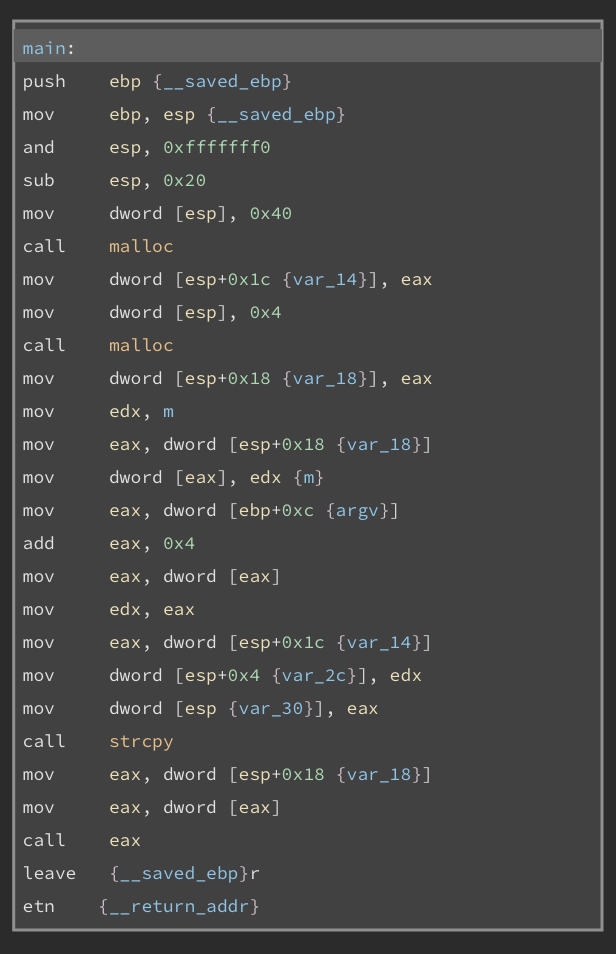 main:
push ebp {__saved_ebp}
mov ebp, esp {__saved_ebp}
and esp, 0xfffffff0
sub esp, 0x20
mov dword [esp], 0x40
call malloc
mov dword [esp+0x1c {var_14}], eax
mov dword [esp], 0x4
call malloc
mov dword [esp+0x18 {var_18}], eax
mov edx, m
mov eax, dword [esp+0x18 {var_18}]
mov dword [eax], edx {m}
mov eax, dword [ebp+0xc {argv}]
add eax, 0x4
mov eax, dword [eax]
mov edx, eax
mov eax, dword [esp+0x1c {var_14}]
mov dword [esp+0x4 {var_2c}], edx
mov dword [esp {var_30}], eax
call strcpy
mov eax, dword [esp+0x18 {var_18}]
mov eax, dword [eax]
call eax
leave {__saved_ebp}r
etn {__return_addr}